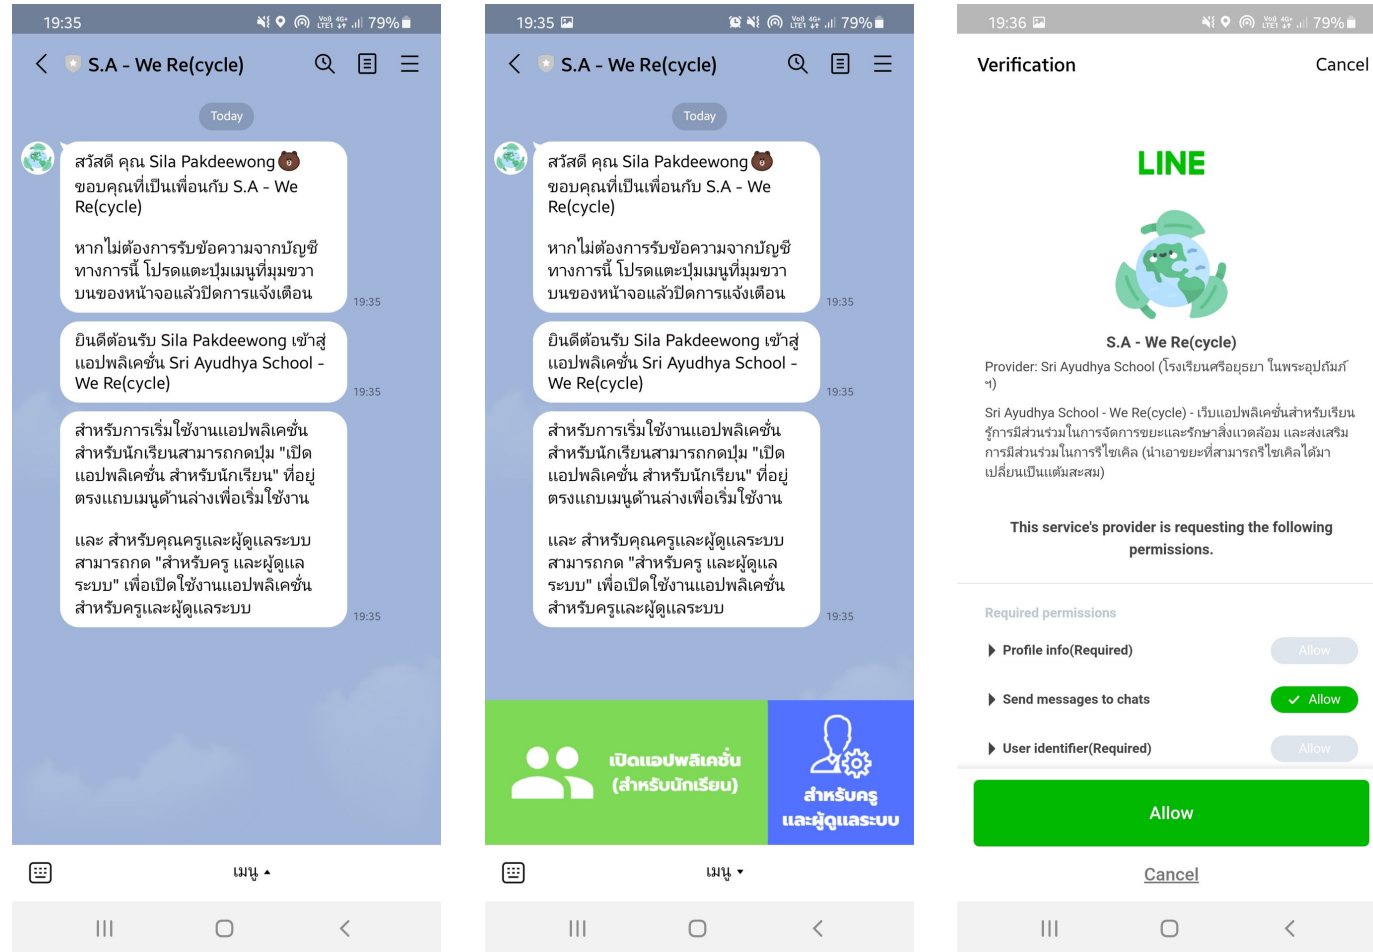 19:35
Vo)) 4G+
LTE1
79%
S.A - We Re(cycle)
Today
สวัสดี คุณ Sila Pakdeewong
ขอบคุณที่เป็นเพื่อนกับ S.A - We
Re(cycle)
หากไม่ต้องการรับข้อความจากบัญชี
ทางการนี้ โปรดแตะปุ่มเมนูที่มุมขวา
บนของหน้าจอแล้วปิดการแจ้งเตือน
19:35
ยินดีต้อนรับ Sila Pakdeewong เข้าสู่
แอปพลิเคชั่น Sri Ayudhya School -
We Re(cycle)
19:35
สำหรับการเริ่มใช้งานแอปพลิเคชั่น
สำหรับนักเรียนสามารถกดปุ่ม "เปิด
แอปพลิเคชั่น สำหรับนักเรียน" ที่อยู่
ตรงแถบเมนูด้านล่างเพื่อเริ่มใช้งาน
และ สำหรับคุณครูและผู้ดูแลระบบ
สามารถกด "สำหรับครู และผู้ดูแล
ระบบ" เพื่อเปิดใช้งานแอปพลิเคชั่น
สำหรับครูและผู้ดูแลระบบ
19:35
เมนู
19:35
Vo)) 4G+
LTE1
79%
S.A - We Re(cycle)
Today
สวัสดี คุณ Sila Pakdeewong
ขอบคุณที่เป็นเพื่อนกับ S.A - We
Re(cycle)
หากไม่ต้องการรับข้อความจากบัญชี
ทางการนี้ โปรดแตะปุ่มเมนูที่มุมขวา
บนของหน้าจอแล้วปิดการแจ้งเตือน
19:35
ยินดีต้อนรับ Sila Pakdeewong เข้าสู่
แอปพลิเคชั่น Sri Ayudhya School -
We Re(cycle)
19:35
สำหรับการเริ่มใช้งานแอปพลิเคชั่น
สำหรับนักเรียนสามารถกดปุ่ม "เปิด
แอปพลิเคชั่น สำหรับนักเรียน" ที่อยู่
ตรงแถบเมนูด้านล่างเพื่อเริ่มใช้งาน
และ สำหรับคุณครูและผู้ดูแลระบบ
สามารถกด "สำหรับครู และผู้ดูแล
ระบบ" เพื่อเปิดใช้งานแอปพลิเคชั่น
สำหรับครูและผู้ดูแลระบบ
19:35
เปิดแอปพลิเคชั่น
(สำหรับนักเรียน)
สำหรับครู
และผู้ดูแลระบบ
เมนู
19:36
Vo)) 4G+
LTE1
79%
Verification
Cancel
LINE
S.A - We Re(cycle)
Provider: Sri Ayudhya School (โรงเรียนศรีอยุธยา ในพระอุปถัมภ์
ฯ)
Sri Ayudhya School - We Re(cycle) - เว็บแอปพลิเคชั่นสำหรับเรียน
รู้การมีส่วนร่วมในการจัดการขยะและรักษาสิ่งแวดล้อม และส่งเสริม
การมีส่วนร่วมในการรีไซเคิล (นำเอาขยะที่สามารถรีไซเคิลได้มา
เปลี่ยนเป็นแต้มสะสม)
This service's provider is requesting the following
permissions.
Required permissions
Profile info(Required)
Allow
Send messages to chats
Allow
User identifier(Required)
Allow
Allow
Cancel